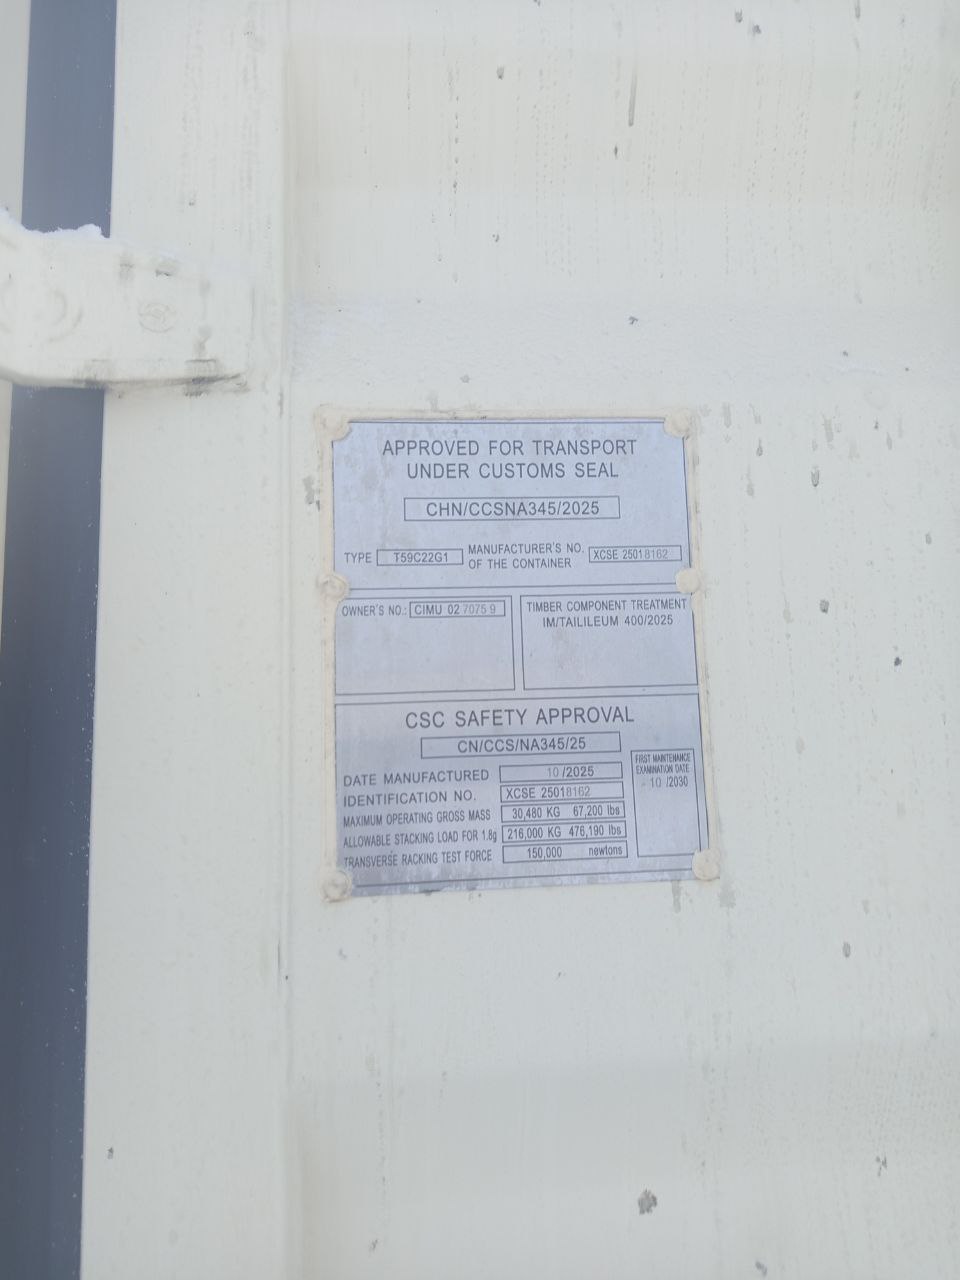 APPROVED FOR TRANSPORT
UNDER CUSTOMS SEAL
CHN/CCSNA345/2025
TYPE T59C22G1 MANUFACTURER'S NO. OF THE CONTAINER XCSE 25018162
OWNER'S NO.: CIMU 02 7075 9
TIMBER COMPONENT TREATMENT
IM/TAILILEUM 400/2025
CSC SAFETY APPROVAL
CN/CCS/NA345/25
DATE MANUFACTURED 10/2025
IDENTIFICATION NO. XCSE 25018162
MAXIMUM OPERATING GROSS MASS 30,480 KG 67,200 lbs
ALLOWABLE STACKING LOAD FOR 1.8g 216,000 KG 476,190 lbs
TRANSVERSE RACKING TEST FORCE 150,000 newtons
FIRST MAINTENANCE
EXAMINATION DATE
10 /2030